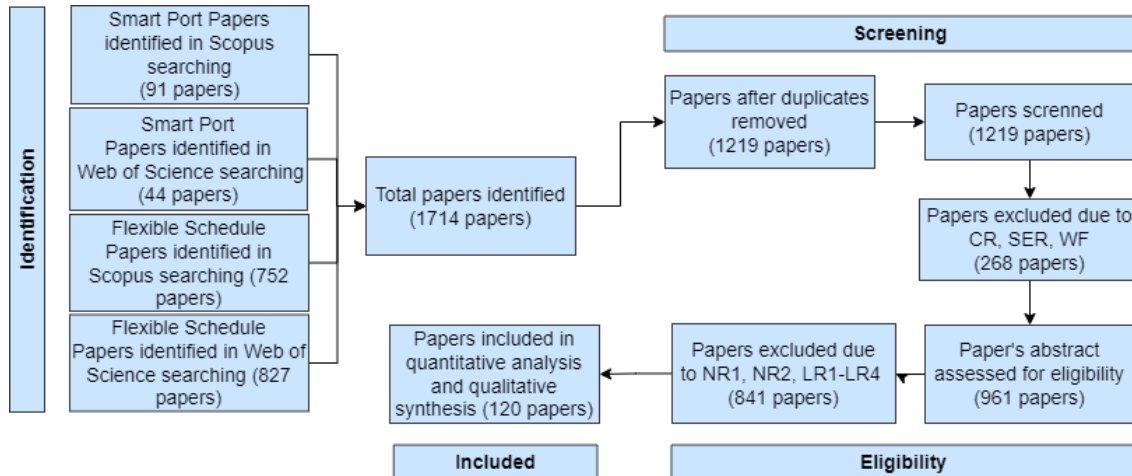 Identification
Smart Port Papers
identified in Scopus
searching
(91 papers)
Smart Port
Papers identified in
Web of Science searching
(44 papers)
Flexible Schedule
Papers identified in
Scopus searching (752
papers)
Flexible Schedule
Papers identified in Web of
Science searching (827
papers)
Total papers identified
(1714 papers)
Screening
Papers after duplicates
removed
(1219 papers)
Papers screnned
(1219 papers)
Papers excluded due to
CR, SER, WF
(268 papers)
Paper's abstract
assessed for eligibility
(961 papers)
Papers excluded due
to NR1, NR2, LR1-LR4
(841 papers)
Papers included in
quantitative analysis
and qualitative
synthesis (120 papers)
Included
Eligibility